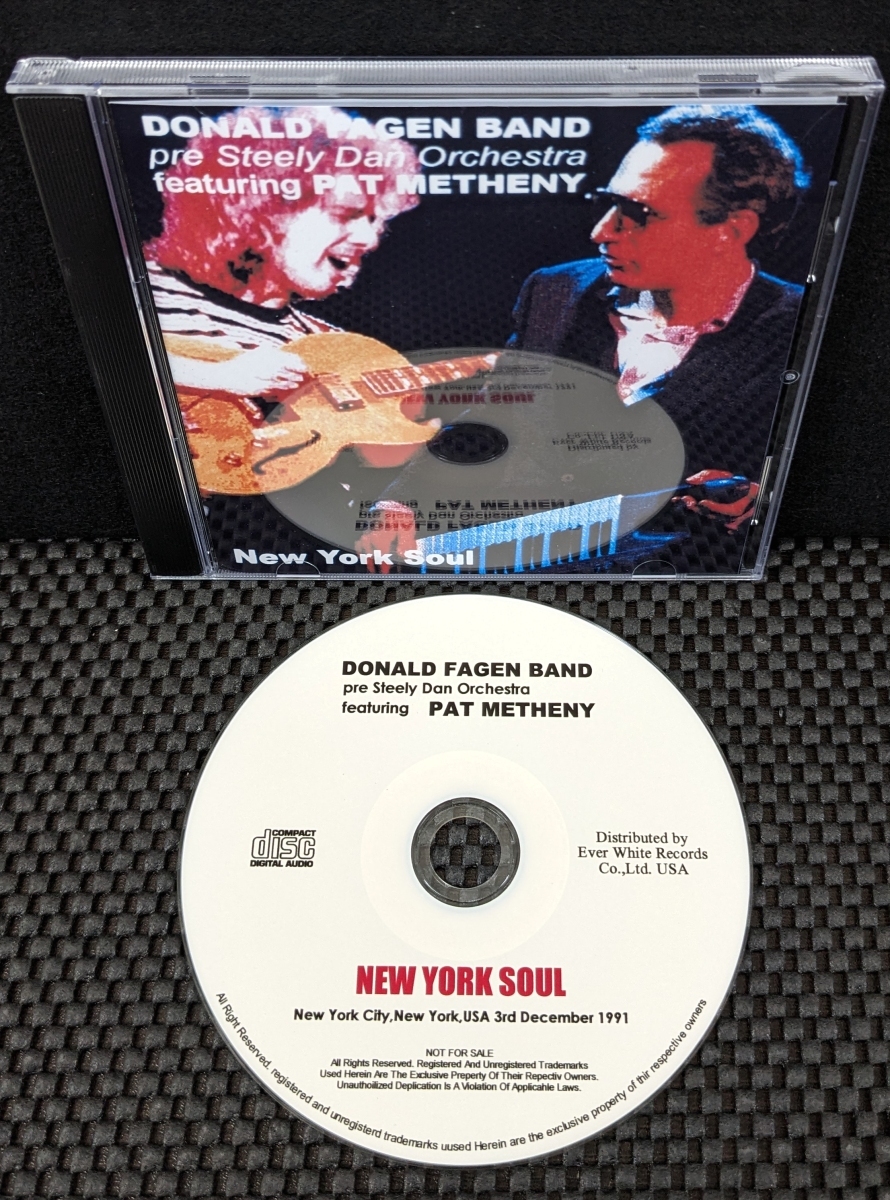 DONALD FAGEN BAND
pre Steely Dan Orchestra
featuring PAT METHENY
New York Soul
DONALD FAGEN BAND
pre Steely Dan Orchestra
featuring PAT METHENY
COMPACT
disc
DIGITAL AUDIO
Distributed by
Ever White Records
Co.,Ltd. USA
NEW YORK SOUL
New York City,New York,USA 3rd December 1991
NOT FOR SALE
All Rights Reserved. Registered And Unregistered Trademarks
Used Herein Are The Exclusive Property Of Their Repectiv Owners.
Unauthoilized Deplication Is A Violation Of Applicahle Laws.
All Right Reserved. registered and unregisterd trademarks uused Herein are the exclusive property of thir respective owners